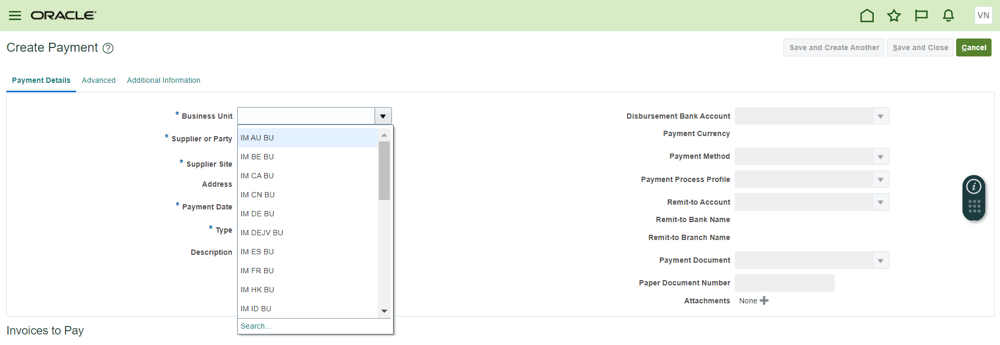 ORACLE
VN
Create Payment ?
Save and Create Another
Save and Close
Cancel
Payment Details
Advanced
Additional Information
* Business Unit
* Supplier or Party
* Supplier Site
Address
* Payment Date
* Type
Description
IM AU BU
IM BE BU
IM CA BU
IM CN BU
IM DE BU
IM DEJV BU
IM ES BU
IM FR BU
IM HK BU
IM ID BU
Search...
Disbursement Bank Account
Payment Currency
Payment Method
Payment Process Profile
Remit-to Account
Remit-to Bank Name
Remit-to Branch Name
Payment Document
Paper Document Number
Attachments None
i
Invoices to Pay